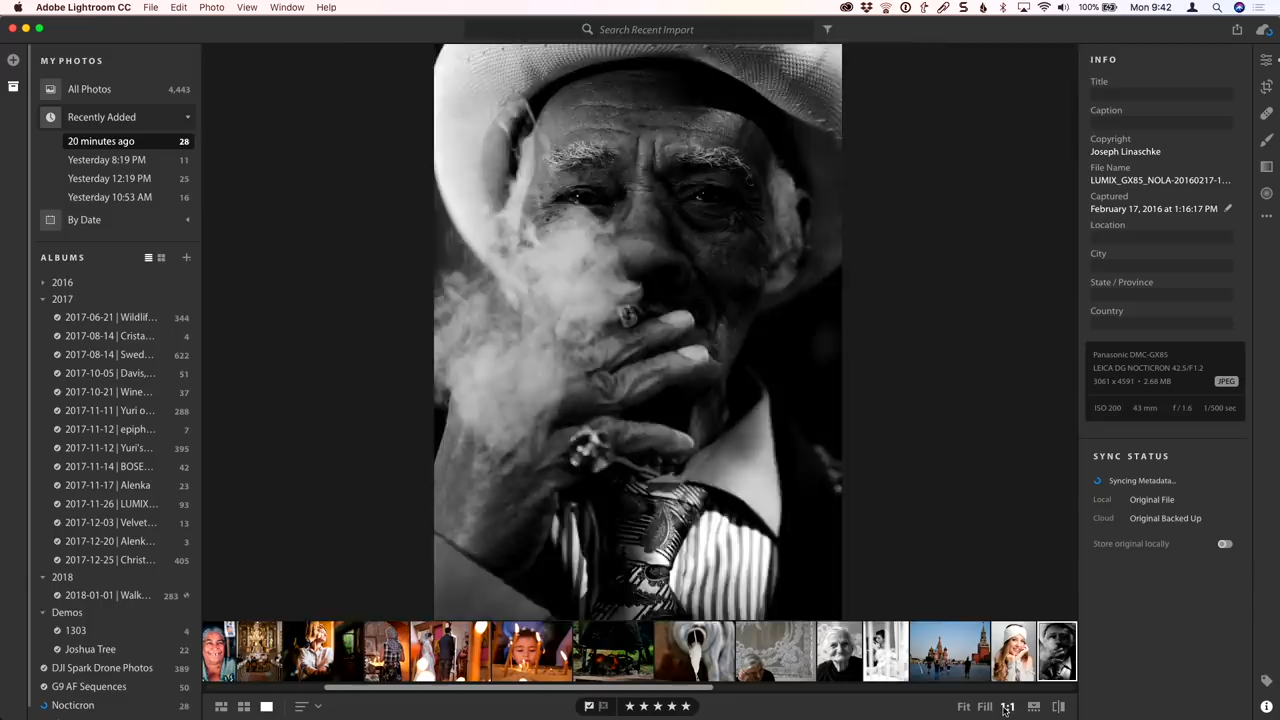 Adobe Lightroom CC File Edit Photo View Window Help 100% Mon 9:42
Search Recent Import
MY PHOTOS
All Photos 4,443
Recently Added
20 minutes ago 28
Yesterday 8:19 PM 11
Yesterday 12:19 PM 25
Yesterday 10:53 AM 16
By Date
ALBUMS
2016
2017
2017-06-21 | Wildlif... 344
2017-08-14 | Crista... 4
2017-08-14 | Swed... 622
2017-10-05 | Davis,... 51
2017-10-21 | Wine... 37
2017-11-11 | Yuri o... 288
2017-11-12 | epiph... 7
2017-11-12 | Yuri's... 395
2017-11-14 | BOSE... 42
2017-11-17 | Alenka 23
2017-11-26 | LUMIX... 93
2017-12-03 | Velvet... 13
2017-12-20 | Alenk... 3
2017-12-25 | Christ... 405
2018
2018-01-01 | Walk... 283
Demos
1303 4
Joshua Tree 22
DJI Spark Drone Photos 389
G9 AF Sequences 50
Nocticron 28
INFO
Title
Caption
Copyright
Joseph Linaschke
File Name
LUMIX_GX85_NOLA-20160217-1...
Captured
February 17, 2016 at 1:16:17 PM
Location
City
State / Province
Country
Panasonic DMC-GX85
LEICA DG NOCTICRON 42.5/F1.2
3061 x 4591 • 2.68 MB JPEG
ISO 200 43 mm f / 1.6 1/500 sec
SYNC STATUS
Syncing Metadata...
Local Original File
Cloud Original Backed Up
Store original locally
Fit Fill 1:1